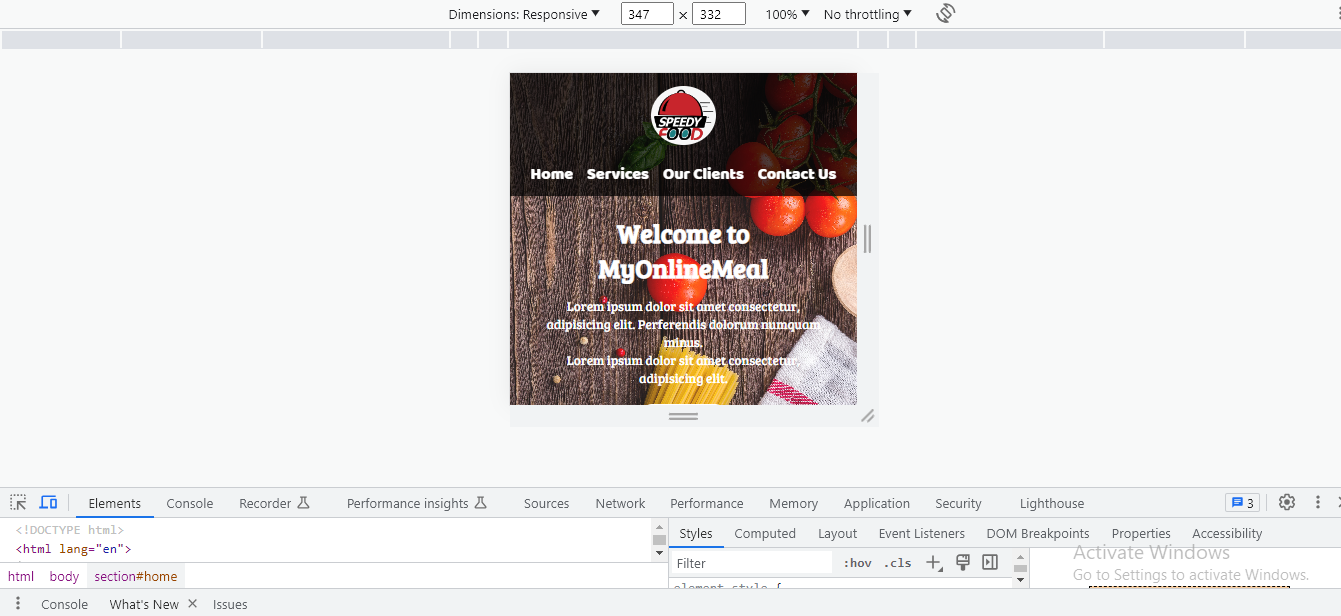 Dimensions: Responsive 347 × 332 100% No throttling
SPEEDY
FOOD
Home Services Our Clients Contact Us
Welcome to
MyOnlineMeal
Lorem ipsum dolor sit amet consectetur,
adipisicing elit. Perferendis dolorum numquam
minus.
Lorem ipsum dolor sit amet consectetur
adipisicing elit.
Elements Console Recorder Performance insights Sources Network Performance Memory Application Security Lighthouse 3
<!DOCTYPE html>
<html lang="en">
html body section#home
Styles Computed Layout Event Listeners DOM Breakpoints Properties Accessibility
Filter :hov .cls
element.style {
Activate Windows
Go to Settings to activate Windows.
Console What's New Issues